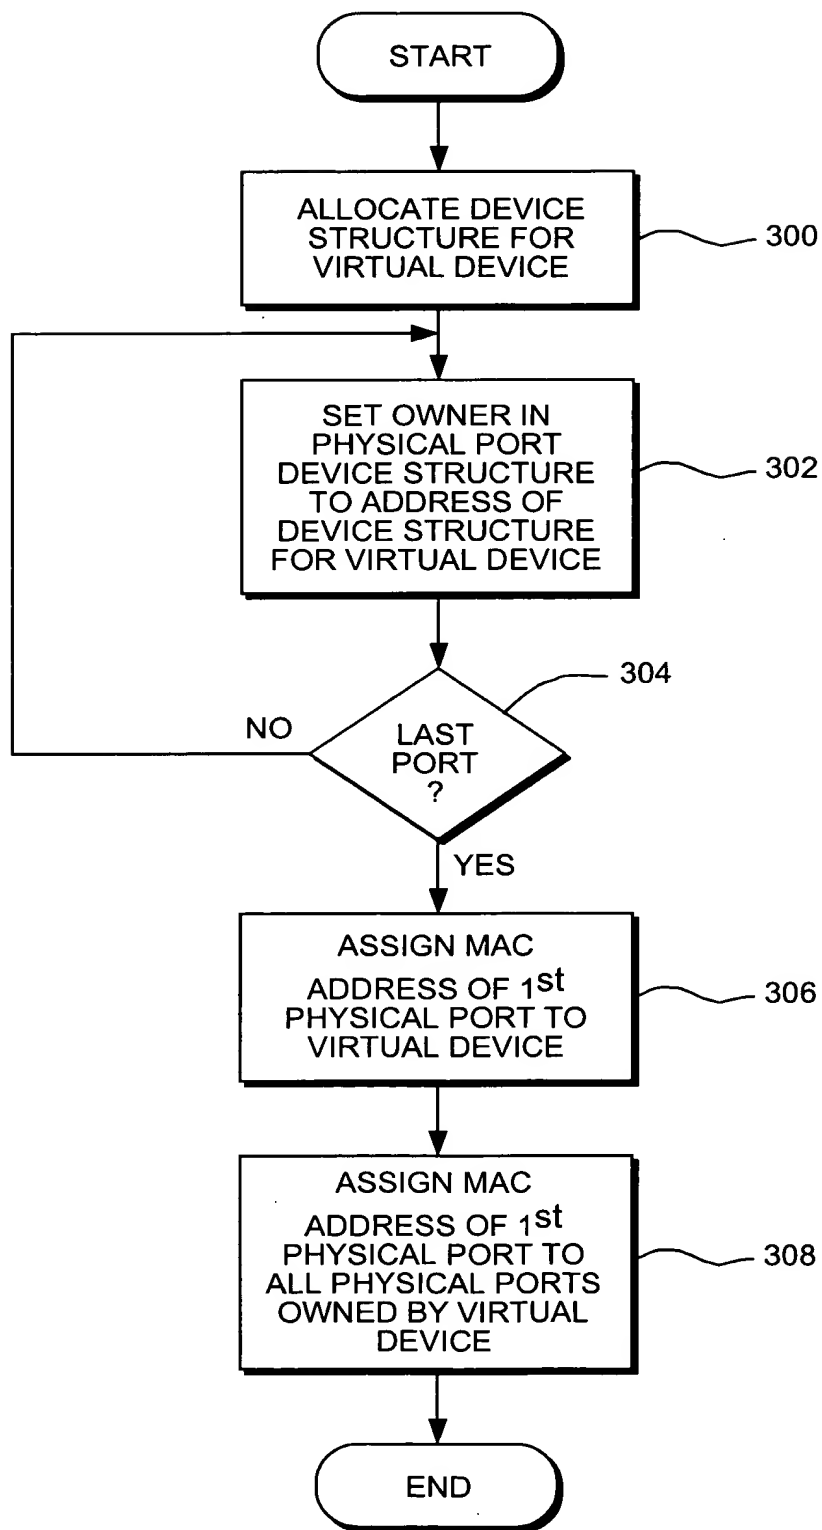 START
ALLOCATE DEVICE
STRUCTURE FOR
VIRTUAL DEVICE
300
SET OWNER IN
PHYSICAL PORT
DEVICE STRUCTURE
TO ADDRESS OF
DEVICE STRUCTURE
FOR VIRTUAL DEVICE
302
304
NO
LAST
PORT
?
YES
ASSIGN MAC
ADDRESS OF 1st
PHYSICAL PORT TO
VIRTUAL DEVICE
306
ASSIGN MAC
ADDRESS OF 1st
PHYSICAL PORT TO
ALL PHYSICAL PORTS
OWNED BY VIRTUAL
DEVICE
308
END